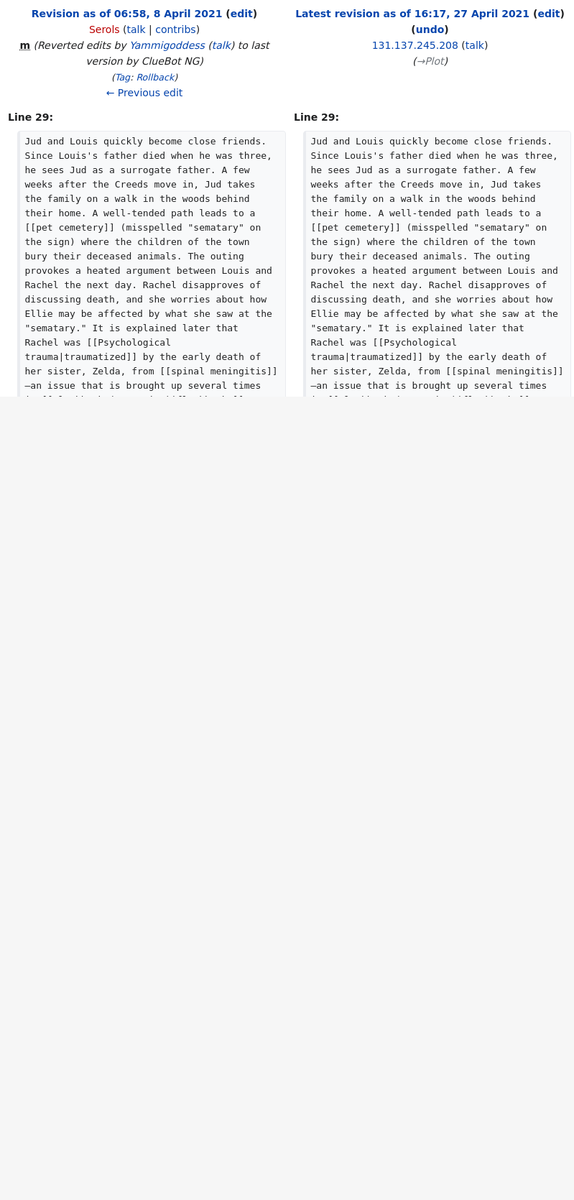 Revision as of 06:58, 8 April 2021 (edit)
Serols (talk | contribs)
m (Reverted edits by Yammigoddess (talk) to last
version by ClueBot NG)
(Tag: Rollback)
← Previous edit
Latest revision as of 16:17, 27 April 2021 (edit)
(undo)
131.137.245.208 (talk)
(→Plot)
Line 29:
Line 29:
Jud and Louis quickly become close friends.
Since Louis's father died when he was three,
he sees Jud as a surrogate father. A few
weeks after the Creeds move in, Jud takes
the family on a walk in the woods behind
their home. A well-tended path leads to a
[[pet cemetery]] (misspelled "sematary" on
the sign) where the children of the town
bury their deceased animals. The outing
provokes a heated argument between Louis and
Rachel the next day. Rachel disapproves of
discussing death, and she worries about how
Ellie may be affected by what she saw at the
"sematary." It is explained later that
Rachel was [[Psychological
trauma|traumatized]] by the early death of
her sister, Zelda, from [[spinal meningitis]]
—an issue that is brought up several times
Jud and Louis quickly become close friends.
Since Louis's father died when he was three,
he sees Jud as a surrogate father. A few
weeks after the Creeds move in, Jud takes
the family on a walk in the woods behind
their home. A well-tended path leads to a
[[pet cemetery]] (misspelled "sematary" on
the sign) where the children of the town
bury their deceased animals. The outing
provokes a heated argument between Louis and
Rachel the next day. Rachel disapproves of
discussing death, and she worries about how
Ellie may be affected by what she saw at the
"sematary." It is explained later that
Rachel was [[Psychological
trauma|traumatized]] by the early death of
her sister, Zelda, from [[spinal meningitis]]
—an issue that is brought up several times